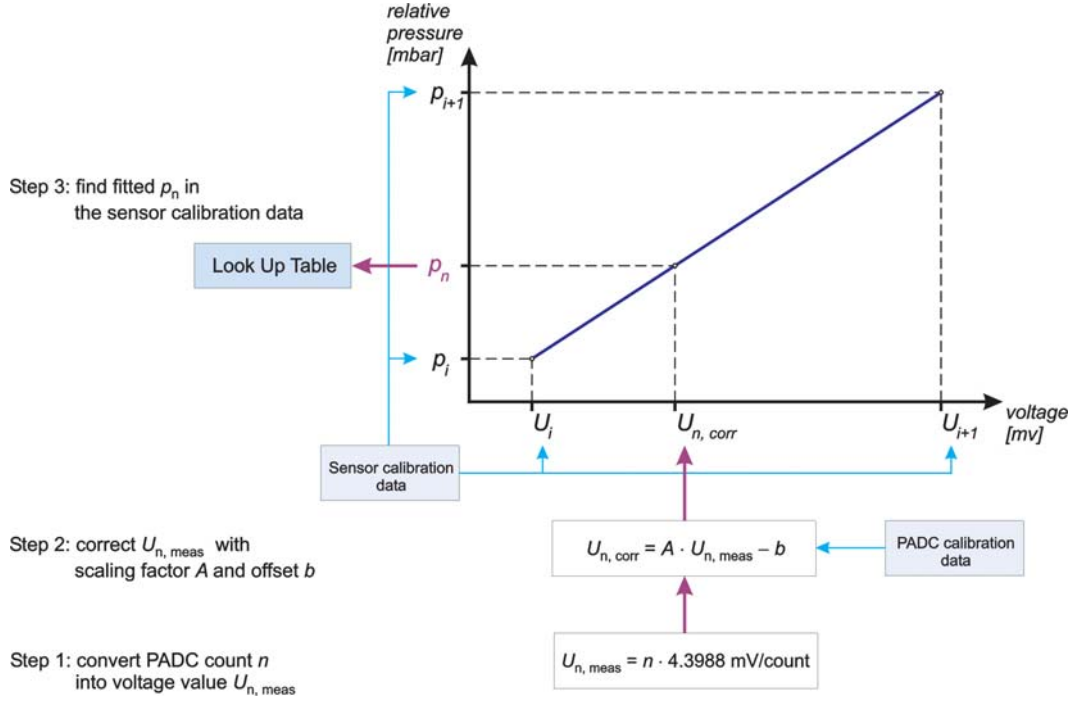 relative
pressure
[mbar]
p_{i+1}
Step 3: find fitted p_n in
the sensor calibration data
Look Up Table
p_n
p_i
U_i
U_{n, corr}
U_{i+1}
voltage
[mv]
Sensor calibration
data
Step 2: correct U_{n, meas} with
scaling factor A and offset b
U_{n, corr} = A · U_{n, meas} – b
PADC calibration
data
Step 1: convert PADC count n
into voltage value U_{n, meas}
U_{n, meas} = n · 4.3988 mV/count